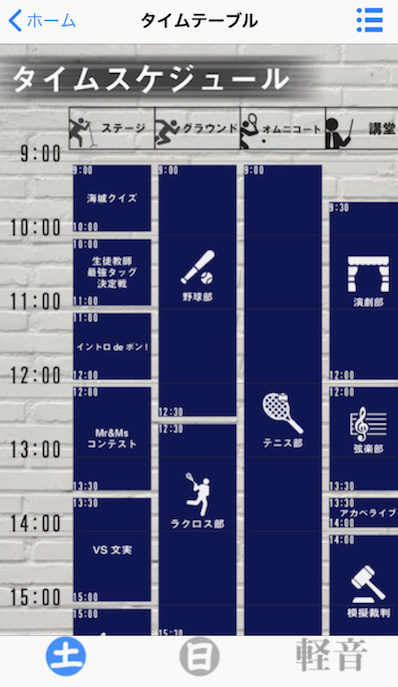 ホーム
タイムテーブル
タイムスケジュール
ステージ
グラウンド
オムニコート
講堂
9:00
10:00
11:00
12:00
13:00
14:00
15:00
9:00
海城クイズ
10:00
10:00
生徒教師
最強タッグ
決定戦
11:00
11:00
イントロ de ポン!
12:00
12:00
Mr&Ms
コンテスト
13:30
13:30
VS 文実
15:00
15:00
9:00
野球部
12:30
12:30
ラクロス部
15:30
9:00
テニス部
9:30
演劇部
12:00
12:00
弦楽部
13:30
13:30
アカペライブ
14:00
14:00
模擬裁判
土
日
軽音